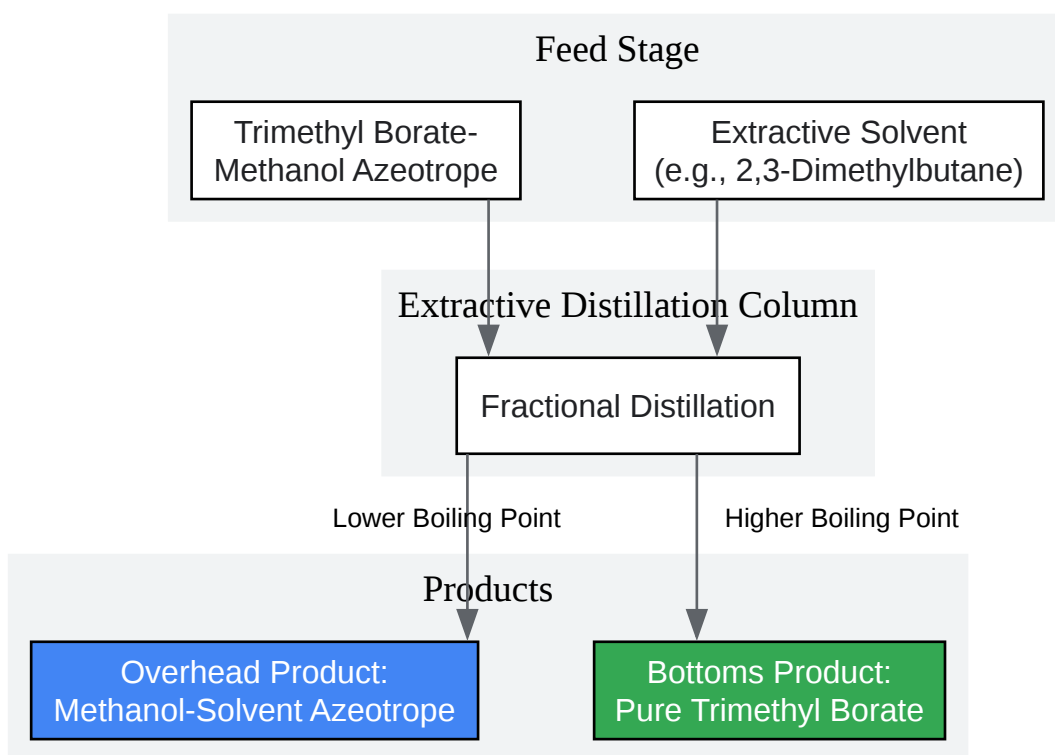 Feed Stage
Trimethyl Borate-
Methanol Azeotrope
Extractive Solvent
(e.g., 2,3-Dimethylbutane)
Extractive Distillation Column
Fractional Distillation
Lower Boiling Point
Higher Boiling Point
Products
Overhead Product:
Methanol-Solvent Azeotrope
Bottoms Product:
Pure Trimethyl Borate